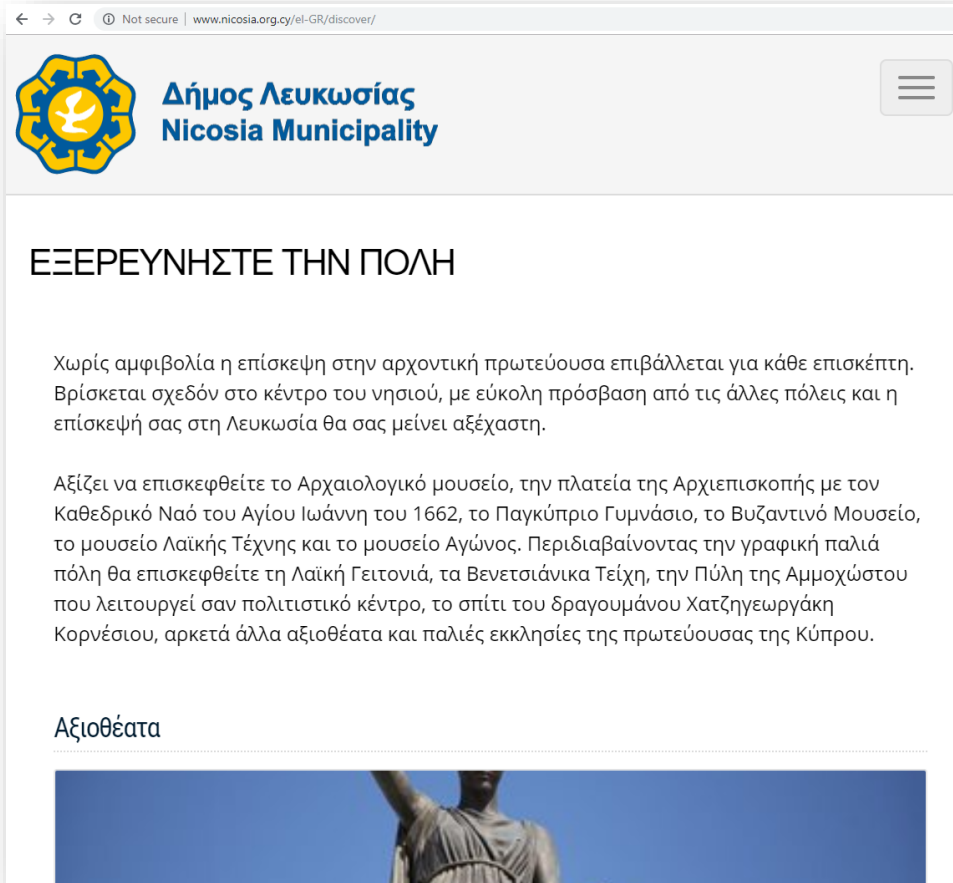 Not secure | www.nicosia.org.cy/el-GR/discover/
Δήμος Λευκωσίας
Nicosia Municipality
ΕΞΕΡΕΥΝΗΣΤΕ ΤΗΝ ΠΟΛΗ
Χωρίς αμφιβολία η επίσκεψη στην αρχοντική πρωτεύουσα επιβάλλεται για κάθε επισκέπτη.
Βρίσκεται σχεδόν στο κέντρο του νησιού, με εύκολη πρόσβαση από τις άλλες πόλεις και η
επίσκεψή σας στη Λευκωσία θα σας μείνει αξέχαστη.
Αξίζει να επισκεφθείτε το Αρχαιολογικό μουσείο, την πλατεία της Αρχιεπισκοπής με τον
Καθεδρικό Ναό του Αγίου Ιωάννη του 1662, το Παγκύπριο Γυμνάσιο, το Βυζαντινό Μουσείο,
το μουσείο Λαϊκής Τέχνης και το μουσείο Αγώνος. Περιδιαβαίνοντας την γραφική παλιά
πόλη θα επισκεφθείτε τη Λαϊκή Γειτονιά, τα Βενετσιάνικα Τείχη, την Πύλη της Αμμοχώστου
που λειτουργεί σαν πολιτιστικό κέντρο, το σπίτι του δραγουμάνου Χατζηγεωργάκη
Κορνέσιου, αρκετά άλλα αξιοθέατα και παλιές εκκλησίες της πρωτεύουσας της Κύπρου.
Αξιοθέατα